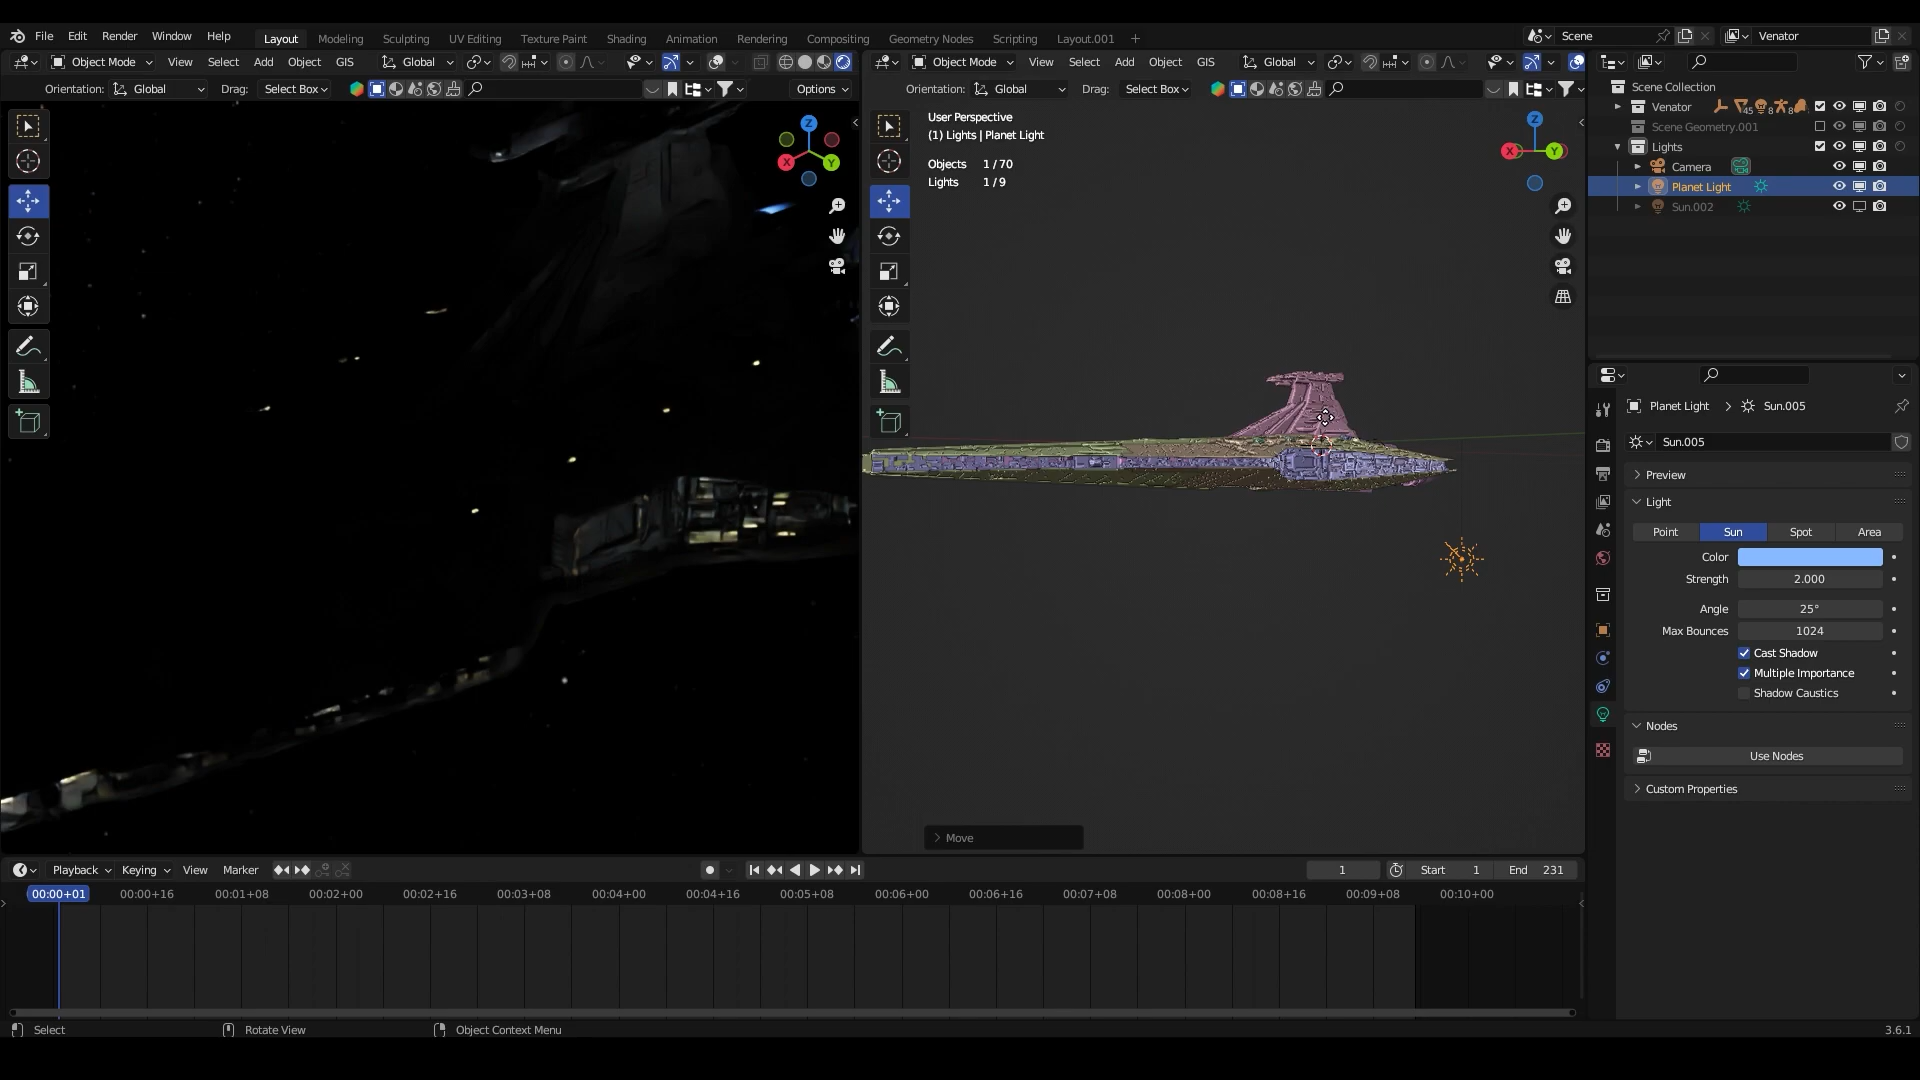 File Edit Render Window Help Layout Modeling Sculpting UV Editing Texture Paint Shading Animation Rendering Compositing Geometry Nodes Scripting Layout.001 + Scene Venator
Object Mode View Select Add Object GIS Global Object Mode View Select Add Object GIS Global
Orientation: Global Drag: Select Box Options Orientation: Global Drag: Select Box
User Perspective
(1) Lights | Planet Light
Objects 1 / 70
Lights 1 / 9
Z
X
Y
Z
X
Y
Move
Scene Collection
Venator 45 8 8
Scene Geometry.001
Lights
Camera
Planet Light
Sun.002
Planet Light > Sun.005
Sun.005
Preview
Light
Point Sun Spot Area
Color
Strength 2.000
Angle 25°
Max Bounces 1024
Cast Shadow
Multiple Importance
Shadow Caustics
Nodes
Use Nodes
Custom Properties
Playback Keying View Marker 1 Start 1 End 231
00:00+01 00:00+16 00:01+08 00:02+00 00:02+16 00:03+08 00:04+00 00:04+16 00:05+08 00:06+00 00:06+16 00:07+08 00:08+00 00:08+16 00:09+08 00:10+00
Select Rotate View Object Context Menu 3.6.1